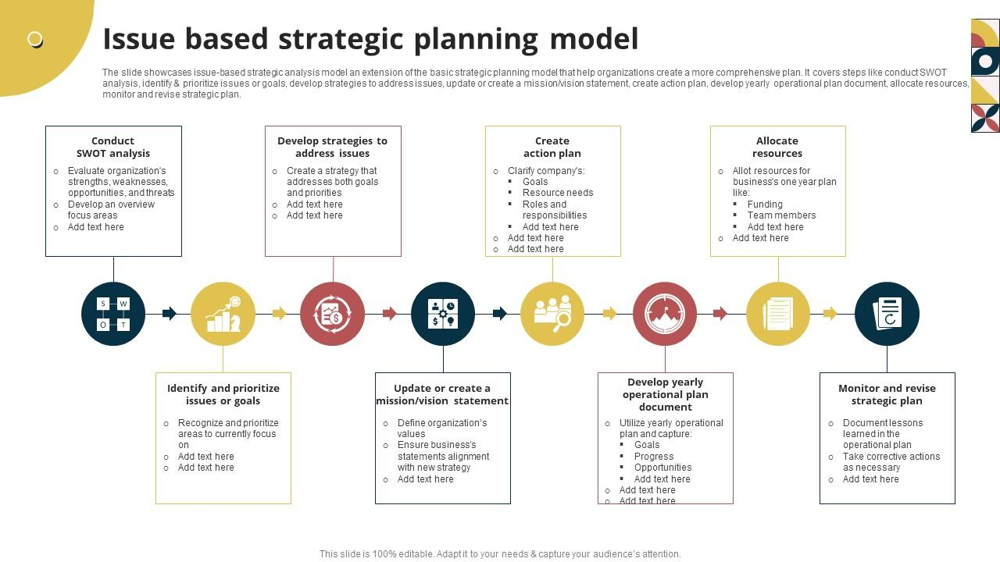 Issue based strategic planning model
The slide showcases issue-based strategic analysis model an extension of the basic strategic planning model that help organizations create a more comprehensive plan. It covers steps like conduct SWOT
analysis, identify & prioritize issues or goals, develop strategies to address issues, update or create a mission/vision statement, create action plan, develop yearly operational plan document, allocate resources,
monitor and revise strategic plan.
Conduct
SWOT analysis
o Evaluate organization's
strengths, weaknesses,
opportunities, and threats
o Develop an overview
focus areas
o Add text here
Develop strategies to
address issues
o Create a strategy that
addresses both goals
and priorities
o Add text here
o Add text here
Create
action plan
o Clarify company's:
▪ Goals
▪ Resource needs
▪ Roles and
responsibilities
▪ Add text here
o Add text here
o Add text here
Allocate
resources
o Allot resources for
business's one year plan
like:
▪ Funding
▪ Team members
▪ Add text here
o Add text here
S W
O T
Identify and prioritize
issues or goals
o Recognize and prioritize
areas to currently focus
on
o Add text here
o Add text here
Update or create a
mission/vision statement
o Define organization's
values
o Ensure business's
statements alignment
with new strategy
o Add text here
Develop yearly
operational plan
document
o Utilize yearly operational
plan and capture:
▪ Goals
▪ Progress
▪ Opportunities
▪ Add text here
o Add text here
o Add text here
Monitor and revise
strategic plan
o Document lessons
learned in the
operational plan
o Take corrective actions
as necessary
o Add text here
This slide is 100% editable. Adapt it to your needs & capture your audience's attention.